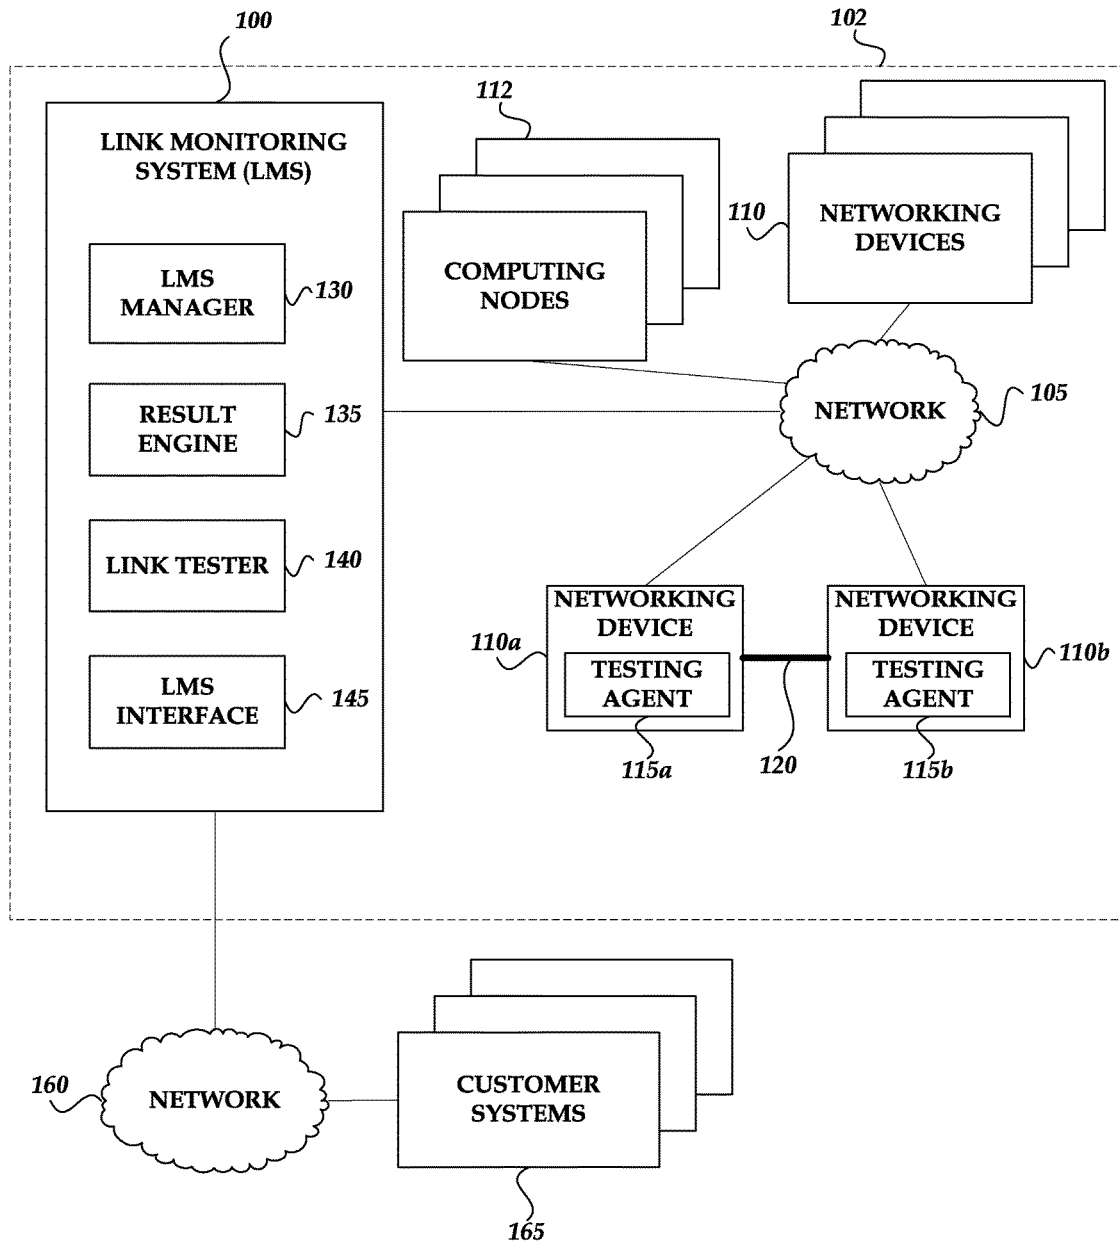 100
102
112
LINK MONITORING
SYSTEM (LMS)
110
NETWORKING
DEVICES
COMPUTING
NODES
LMS
MANAGER
130
NETWORK
105
RESULT
ENGINE
135
LINK TESTER
140
NETWORKING
DEVICE
110a
TESTING
AGENT
115a
120
NETWORKING
DEVICE
110b
TESTING
AGENT
115b
LMS
INTERFACE
145
160
NETWORK
CUSTOMER
SYSTEMS
165